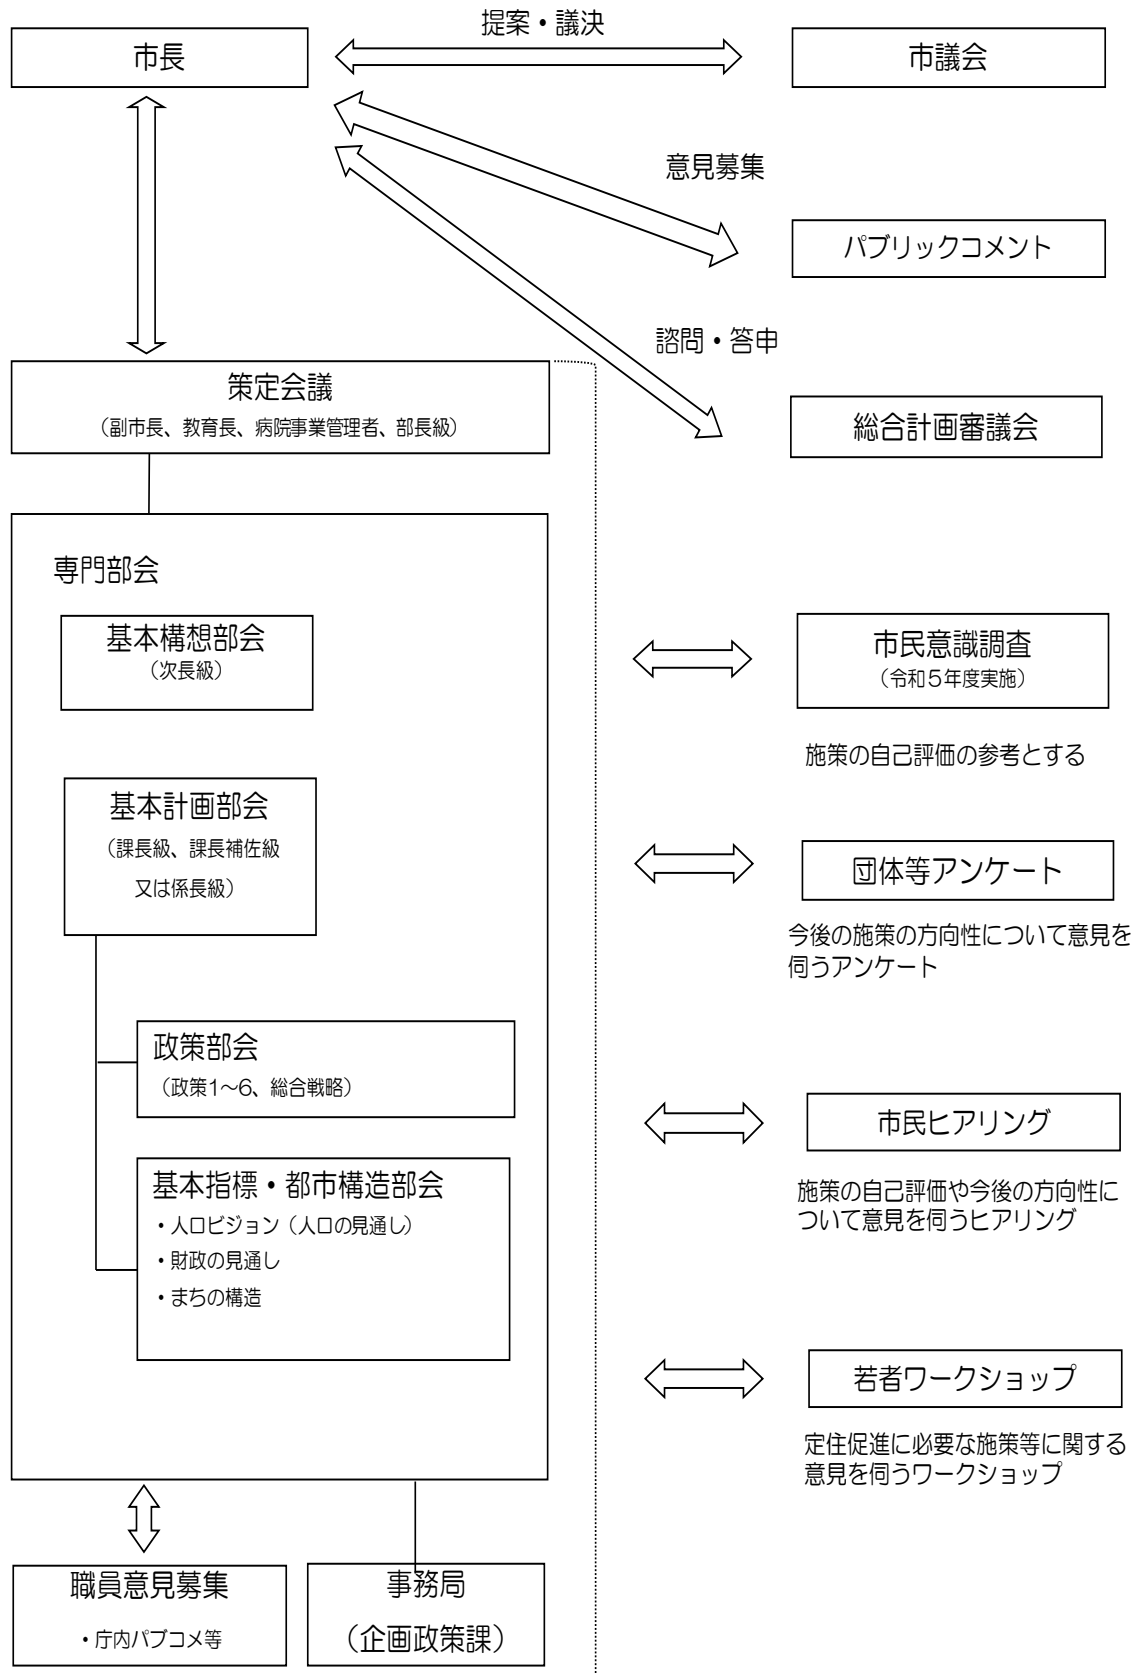 提案・議決
市長
市議会
意見募集
パブリックコメント
諮問・答申
総合計画審議会
策定会議
（副市長、教育長、病院事業管理者、部長級）
専門部会
基本構想部会
（次長級）
基本計画部会
（課長級、課長補佐級
又は係長級）
政策部会
（政策1～6、総合戦略）
基本指標・都市構造部会
・人口ビジョン（人口の見通し）
・財政の見通し
・まちの構造
職員意見募集
・庁内パブコメ等
事務局
（企画政策課）
市民意識調査
（令和５年度実施）
施策の自己評価の参考とする
団体等アンケート
今後の施策の方向性について意見を
伺うアンケート
市民ヒアリング
施策の自己評価や今後の方向性に
ついて意見を伺うヒアリング
若者ワークショップ
定住促進に必要な施策等に関する
意見を伺うワークショップ